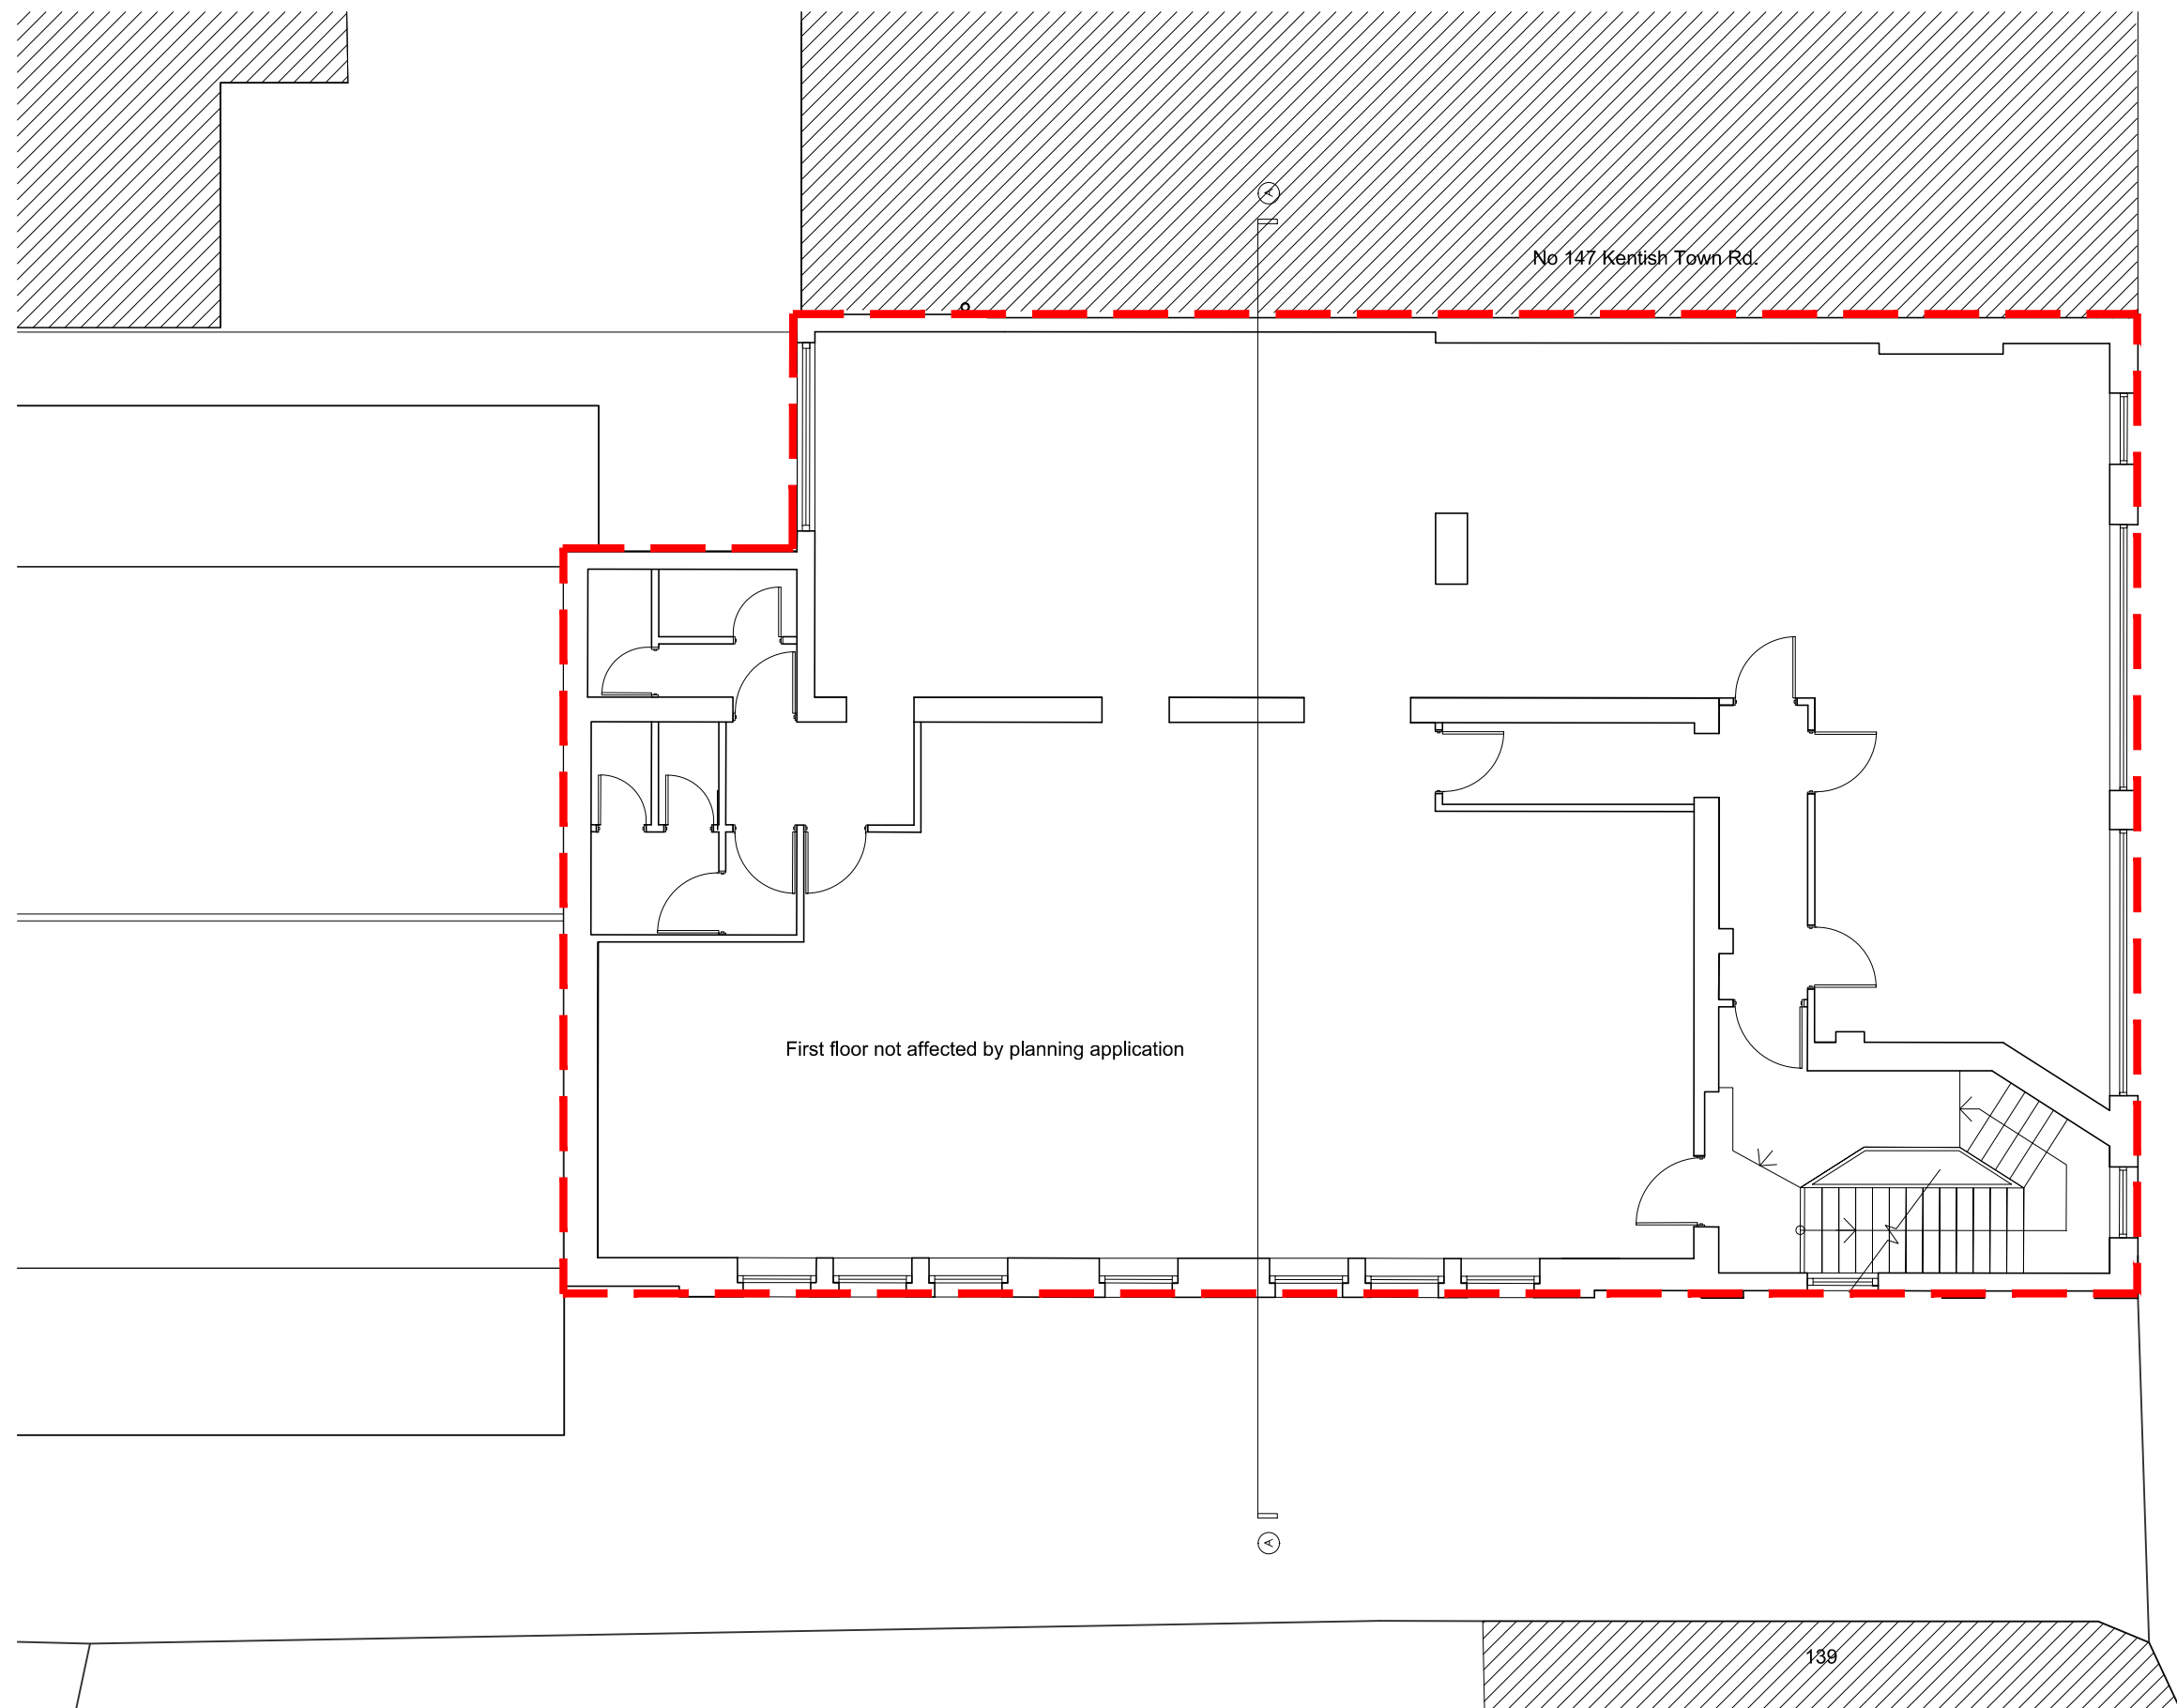 A
No 147 Kentish Town Rd.
First floor not affected by planning application
A
139